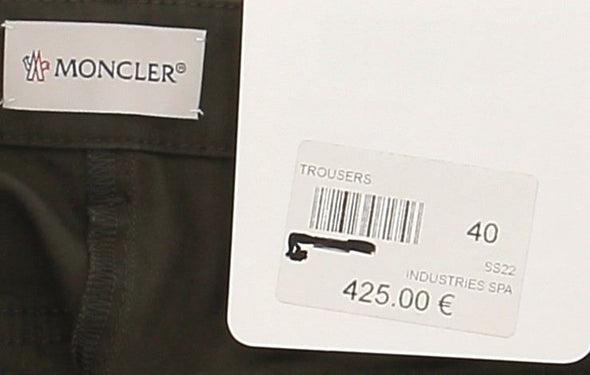 MONCLER®
TROUSERS
40
SS22
INDUSTRIES SPA
425.00 €